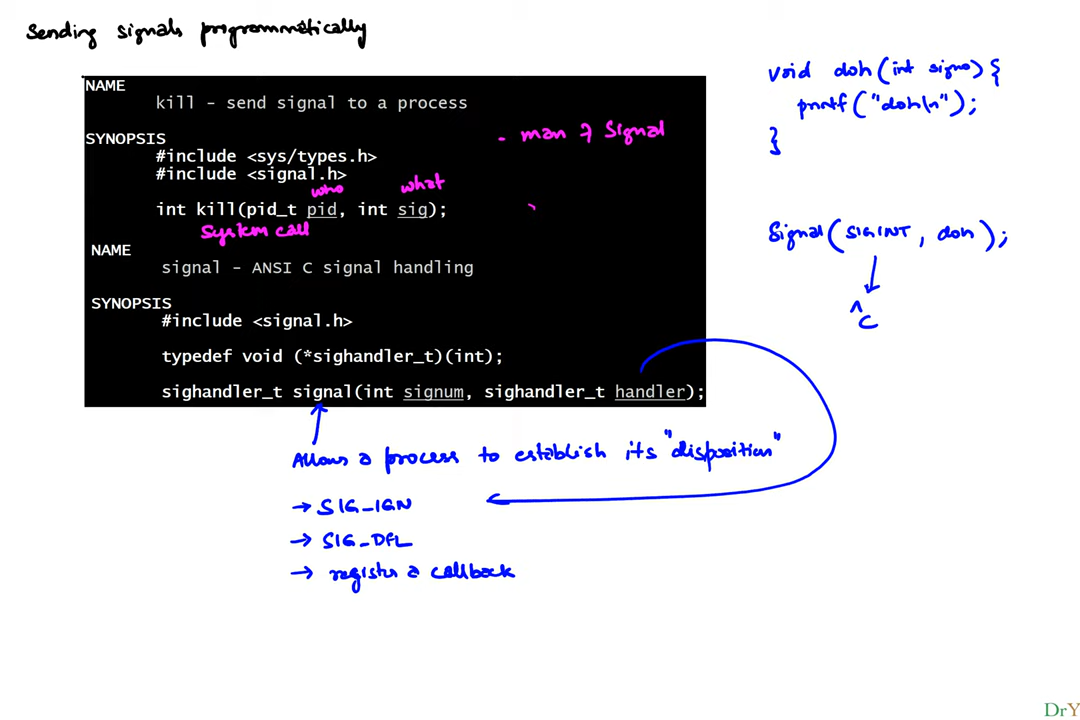 Sending signals programmatically
NAME
kill - send signal to a process
SYNOPSIS
- man 7 Signal
#include <sys/types.h>
#include <signal.h>
who what
int kill(pid_t pid, int sig);
System call
NAME
signal - ANSI C signal handling
SYNOPSIS
#include <signal.h>
typedef void (*sighandler_t)(int);
sighandler_t signal(int signum, sighandler_t handler);
Allows a process to establish its "disposition"
→ SIG_IGN
→ SIG_DFL
→ register a callback
void doh(int signo){
printf("doh\n");
}
Signal(SIGINT, doh);
^C
DrY